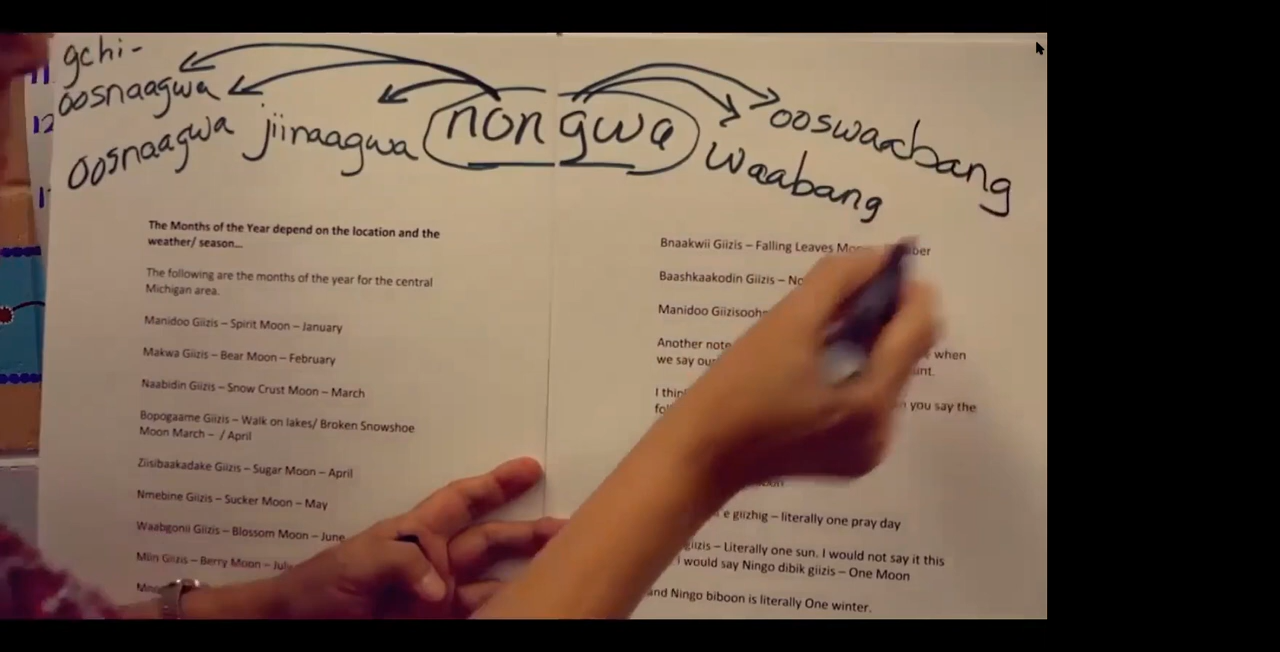 gchi-
oosnaagwa
oosnaagwa jiinaagwa nongwa waabang ooswaabang
The Months of the Year depend on the location and the
weather/ season...
The following are the months of the year for the central
Michigan area.
Manidoo Giizis – Spirit Moon – January
Makwa Giizis – Bear Moon – February
Naabidin Giizis – Snow Crust Moon – March
Bopogaame Giizis – Walk on lakes/ Broken Snowshoe
Moon March – / April
Ziisibaakadake Giizis – Sugar Moon – April
Nmebine Giizis – Sucker Moon – May
Waabgonii Giizis – Blossom Moon – June
Miin Giizis – Berry Moon –
Bnaakwii Giizis – Falling Leaves
Baashkaakodin Giizis –
Manidoo
Another note when
we say
I
you say the
e giizhig – literally one pray day
giizis – Literally one sun. I would not say it this
I would say Ningo dibik giizis – One Moon
and Ningo biboon is literally One winter.
12